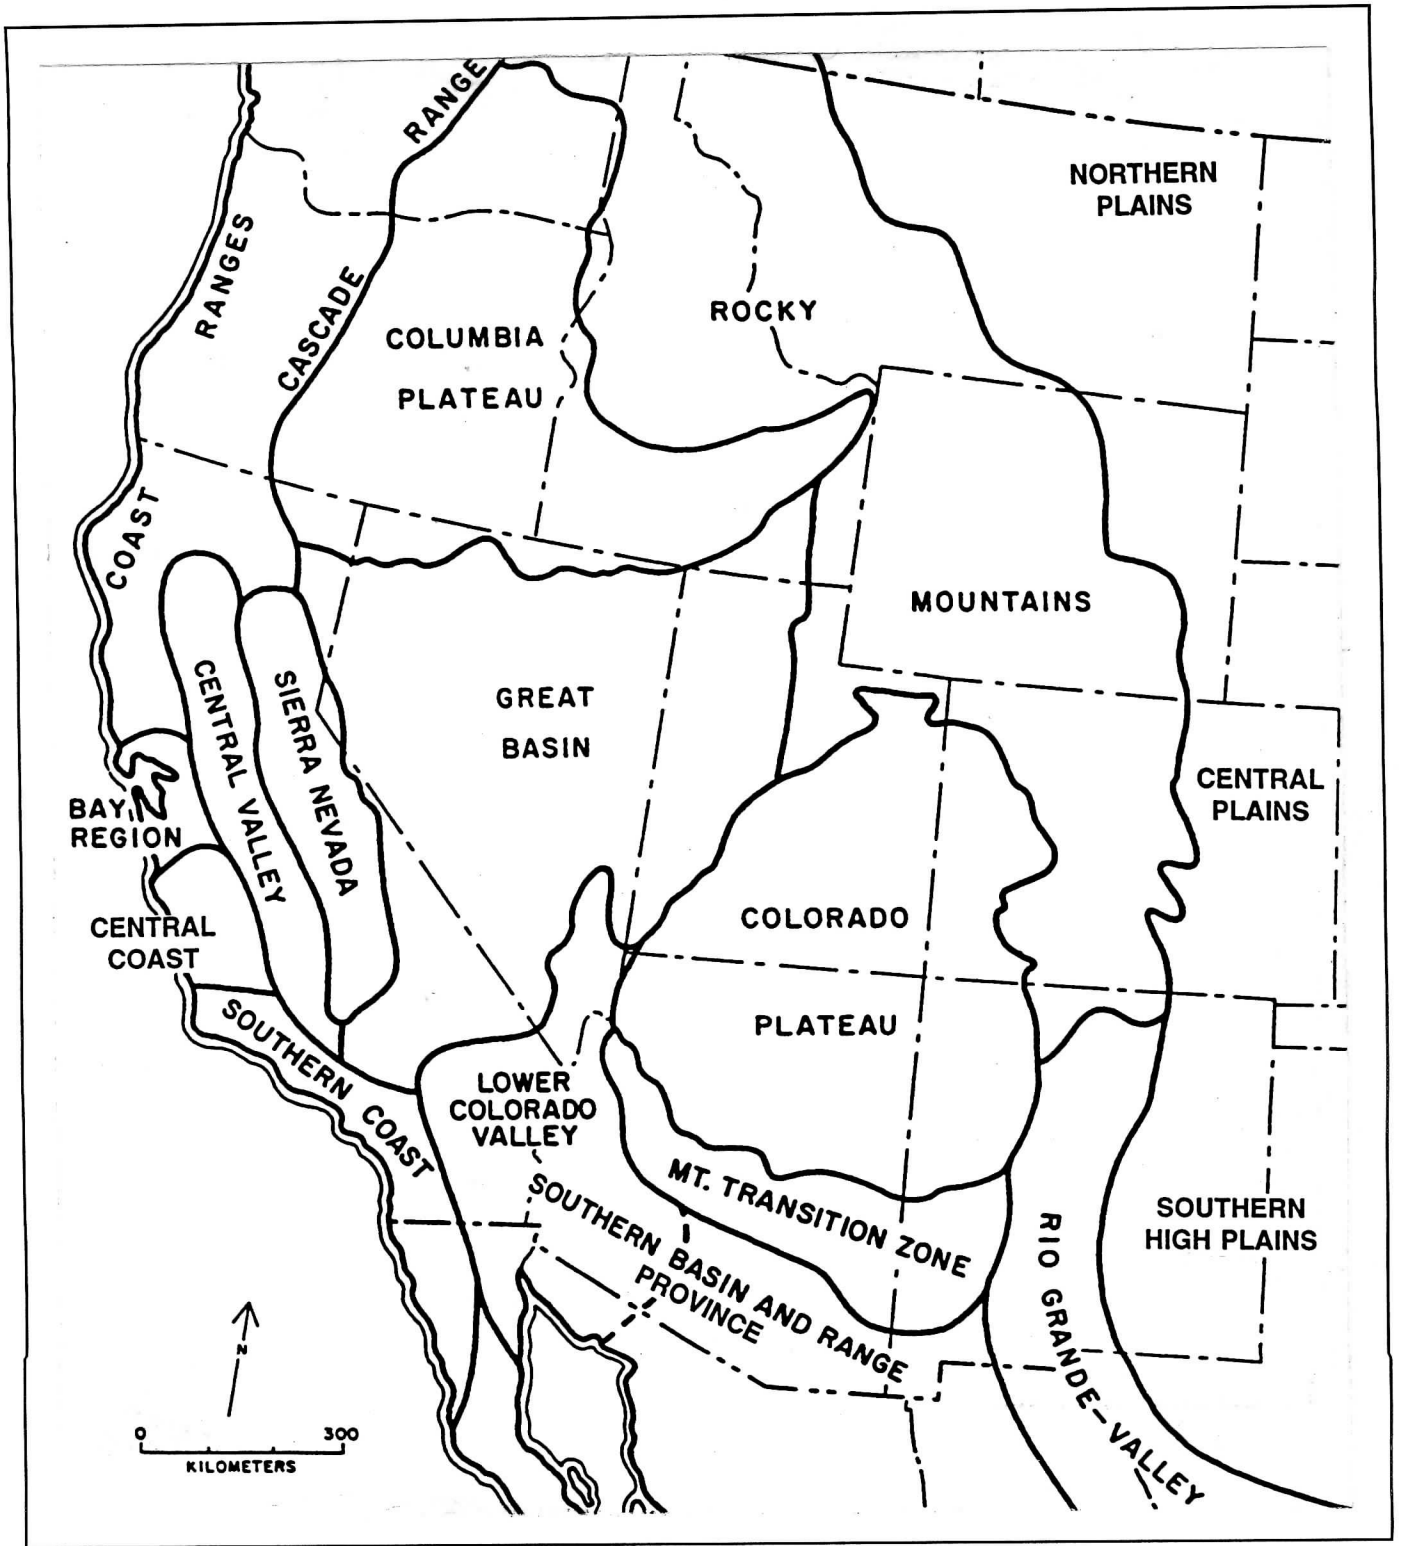 RANGE
NORTHERN
PLAINS
RANGES
CASCADE
ROCKY
COLUMBIA
PLATEAU
COAST
MOUNTAINS
GREAT
BASIN
CENTRAL VALLEY
SIERRA NEVADA
CENTRAL
PLAINS
BAY
REGION
CENTRAL
COAST
COLORADO
PLATEAU
SOUTHERN COAST
LOWER
COLORADO
VALLEY
MT. TRANSITION ZONE
SOUTHERN BASIN AND RANGE
PROVINCE
SOUTHERN
HIGH PLAINS
RIO GRANDE-VALLEY
N
0 300
KILOMETERS